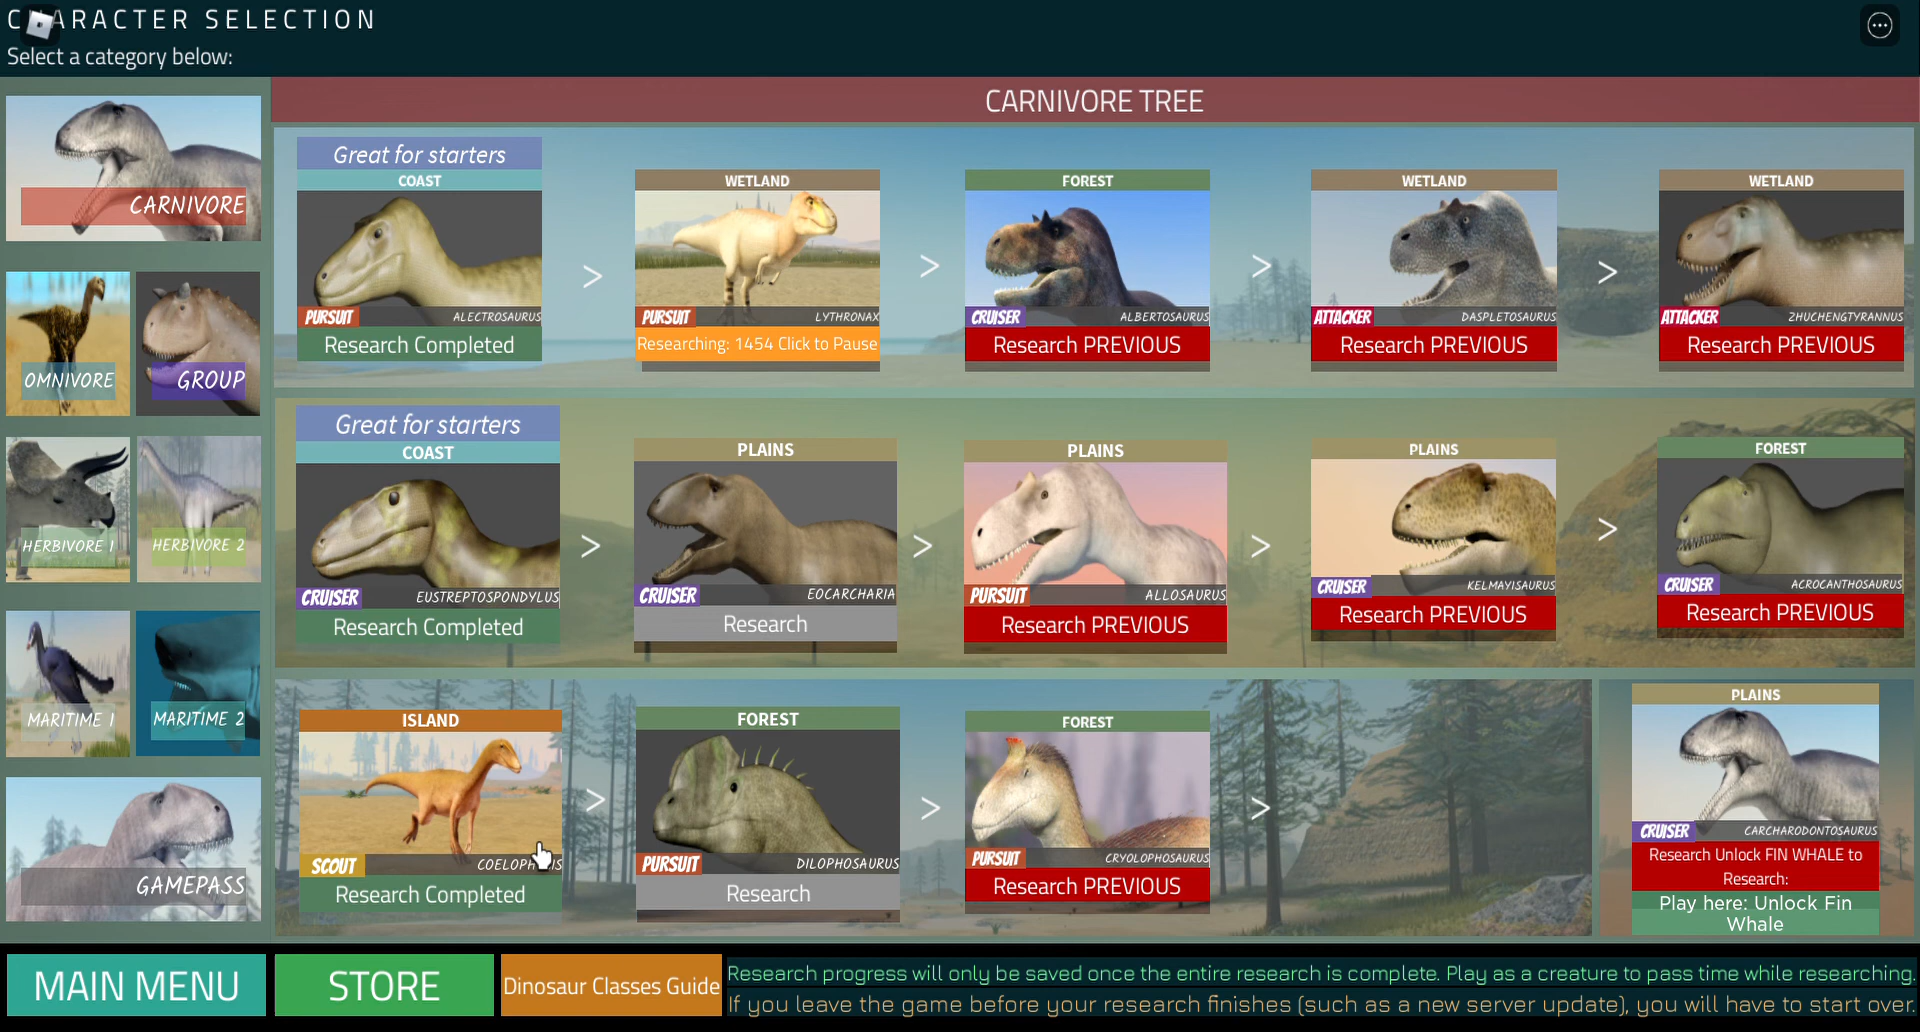 CHARACTER SELECTION
Select a category below:
CARNIVORE
OMNIVORE
GROUP
HERBIVORE 1
HERBIVORE 2
MARITIME 1
MARITIME 2
GAMEPASS
CARNIVORE TREE
Great for starters
COAST
PURSUIT
ALECTROSAURUS
Research Completed
>
WETLAND
PURSUIT
LYTHRONAX
Researching: 1454 Click to Pause
>
FOREST
CRUISER
ALBERTOSAURUS
Research PREVIOUS
>
WETLAND
ATTACKER
DASPLETOSAURUS
Research PREVIOUS
>
WETLAND
ATTACKER
ZHUCHENGTYRANNUS
Research PREVIOUS
Great for starters
COAST
CRUISER
EUSTREPTOSPONDYLUS
Research Completed
>
PLAINS
CRUISER
EOCARCHARIA
Research
>
PLAINS
PURSUIT
ALLOSAURUS
Research PREVIOUS
>
PLAINS
CRUISER
KELMAYISAURUS
Research PREVIOUS
>
FOREST
CRUISER
ACROCANTHOSAURUS
Research PREVIOUS
ISLAND
SCOUT
Research Completed
>
FOREST
PURSUIT
DILOPHOSAURUS
Research
>
FOREST
PURSUIT
CRYOLOPHOSAURUS
Research PREVIOUS
>
PLAINS
CRUISER
CARCHARODONTOSAURUS
Research Unlock FIN WHALE to
Research:
Play here: Unlock Fin
Whale
MAIN MENU
STORE
Dinosaur Classes Guide
Research progress will only be saved once the entire research is complete. Play as a creature to pass time while researching.
If you leave the game before your research finishes (such as a new server update), you will have to start over.